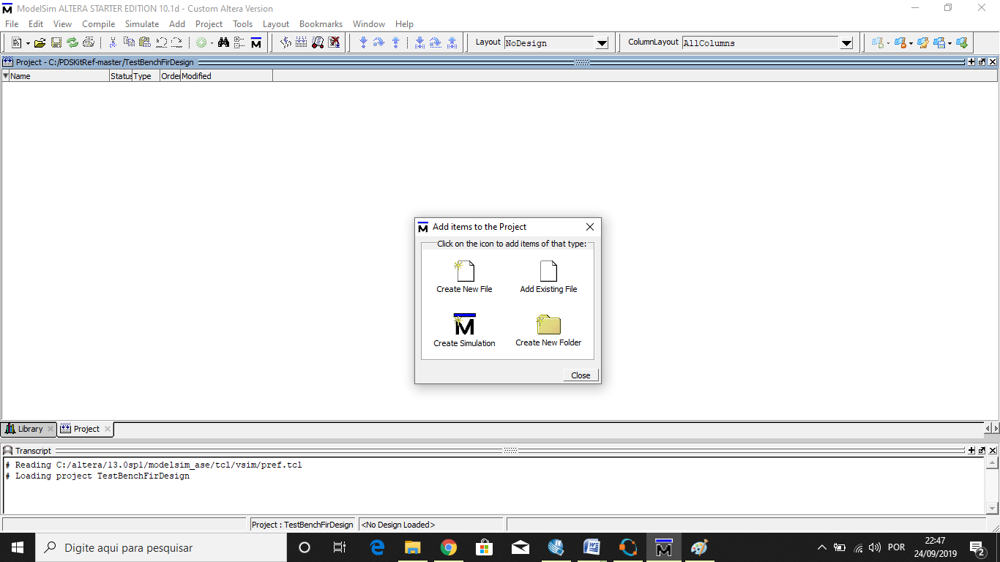 ModelSim ALTERA STARTER EDITION 10.1d - Custom Altera Version
File Edit View Compile Simulate Add Project Tools Layout Bookmarks Window Help
Layout NoDesign ColumnLayout AllColumns
Project - C:/PDSKitRef-master/TestBenchFirDesign
Name Status Type Order Modified
Add items to the Project
Click on the icon to add items of that type:
Create New File Add Existing File
Create Simulation Create New Folder
Close
Library Project
Transcript
# Reading C:/altera/13.0sp1/modelsim_ase/tcl/vsim/pref.tcl
# Loading project TestBenchFirDesign
Project : TestBenchFirDesign <No Design Loaded>
Digite aqui para pesquisar
POR 22:47
24/09/2019 2